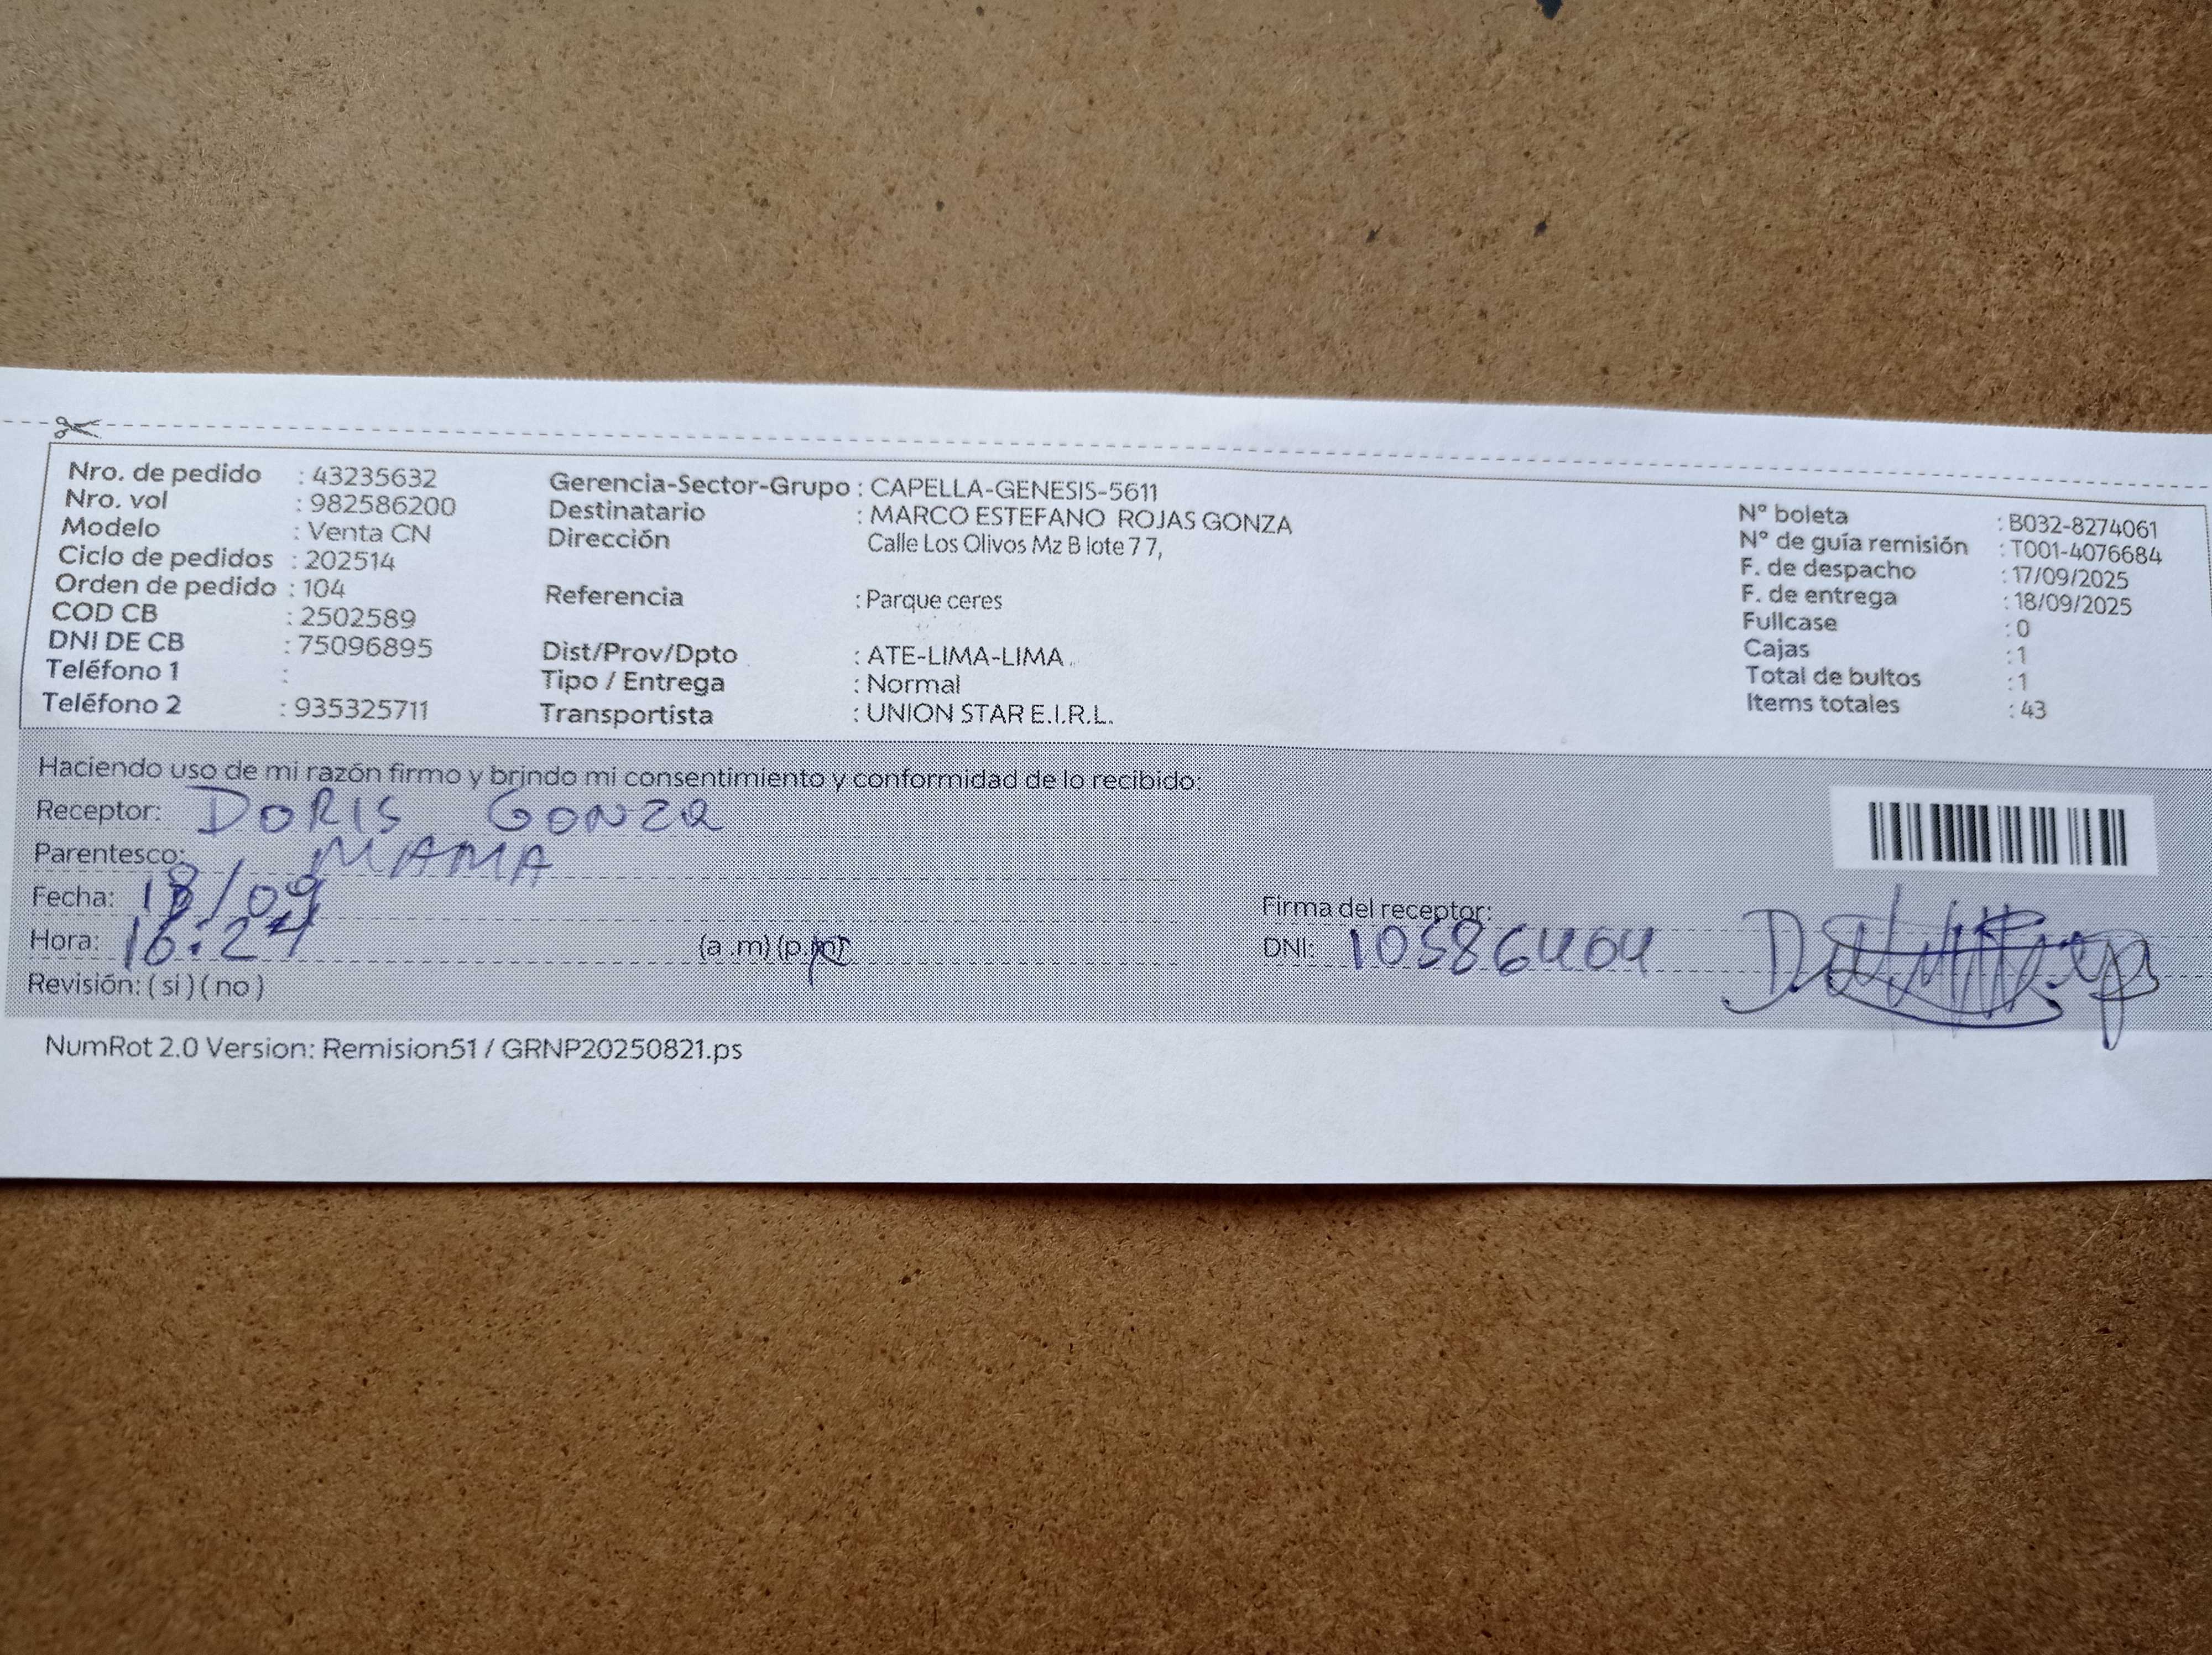 Nro. de pedido : 43235632
Nro. vol : 982586200
Modelo : Venta CN
Ciclo de pedidos : 202514
Orden de pedido : 104
COD CB : 2502589
DNI DE CB : 75096895
Teléfono 1 :
Teléfono 2 : 935325711
Gerencia-Sector-Grupo : CAPELLA-GENESIS-5611
Destinatario : MARCO ESTEFANO ROJAS GONZA
Dirección Calle Los Olivos Mz B lote 7 7,
Referencia : Parque ceres
Dist/Prov/Dpto : ATE-LIMA-LIMA
Tipo / Entrega : Normal
Transportista : UNION STAR E.I.R.L.
N° boleta : B032-8274061
N° de guía remisión : T001-4076684
F. de despacho : 17/09/2025
F. de entrega : 18/09/2025
Fullcase : 0
Cajas : 1
Total de bultos : 1
Items totales : 43
Haciendo uso de mi razón firmo y brindo mi consentimiento y conformidad de lo recibido:
Receptor: DORIS GONZA
Parentesco: MAMA
Fecha: 18/09
Hora: 16:24 (a .m) (p.m)
Revisión: ( si ) ( no )
Firma del receptor:
DNI: 10586404
NumRot 2.0 Version: Remision51 / GRNP20250821.ps